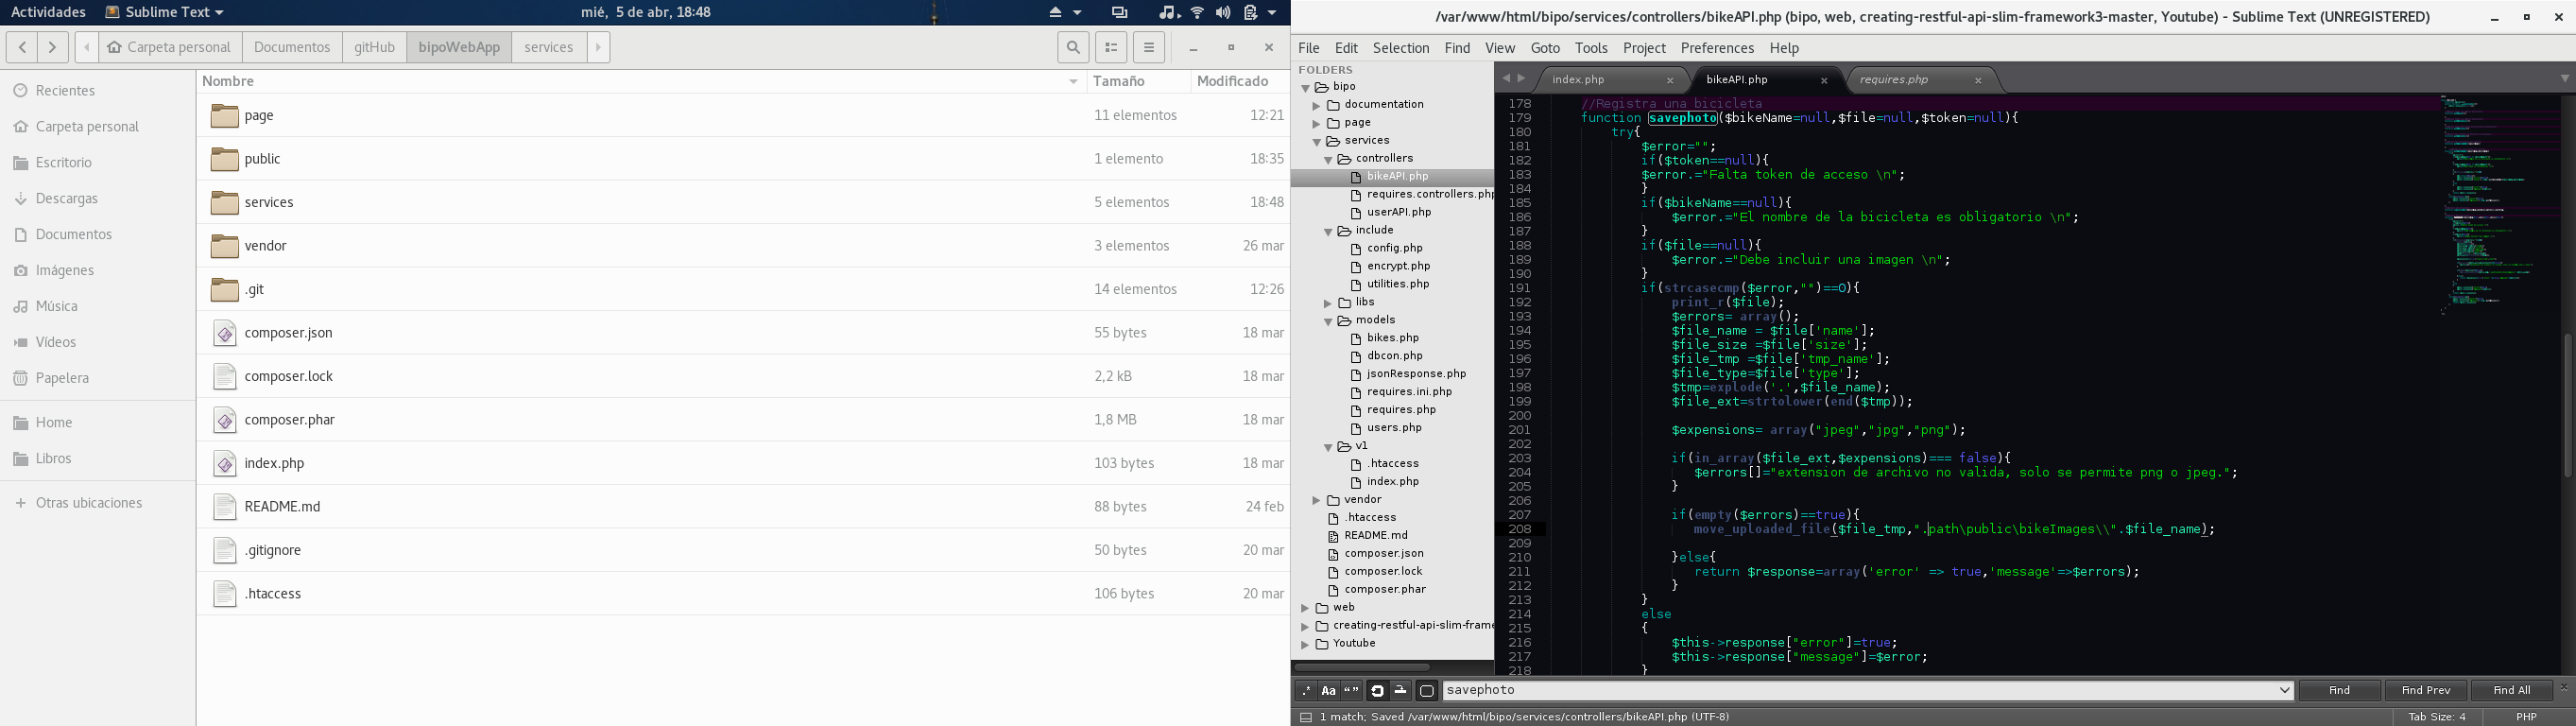 Actividades
Sublime Text
mié, 5 de abr, 18:48
Carpeta personal
Documentos
gitHub
bipoWebApp
services
Recientes
Carpeta personal
Escritorio
Descargas
Documentos
Imágenes
Música
Vídeos
Papelera
Home
Libros
Otras ubicaciones
Nombre Tamaño Modificado
page 11 elementos 12:21
public 1 elemento 18:35
services 5 elementos 18:48
vendor 3 elementos 26 mar
.git 14 elementos 12:26
composer.json 55 bytes 18 mar
composer.lock 2,2 kB 18 mar
composer.phar 1,8 MB 18 mar
index.php 103 bytes 18 mar
README.md 88 bytes 24 feb
.gitignore 50 bytes 20 mar
.htaccess 106 bytes 20 mar
/var/www/html/bipo/services/controllers/bikeAPI.php (bipo, web, creating-restful-api-slim-framework3-master, Youtube) - Sublime Text (UNREGISTERED)
File Edit Selection Find View Goto Tools Project Preferences Help
FOLDERS
bipo
documentation
page
services
controllers
bikeAPI.php
requires.controllers.php
userAPI.php
include
config.php
encrypt.php
utilities.php
libs
models
bikes.php
dbcon.php
jsonResponse.php
requires.ini.php
requires.php
users.php
v1
.htaccess
index.php
vendor
.htaccess
README.md
composer.json
composer.lock
composer.phar
web
creating-restful-api-slim-frame
Youtube
index.php
bikeAPI.php
requires.php
178 //Registra una bicicleta
179 function savephoto($bikeName=null,$file=null,$token=null){
180 try{
181 $error="";
182 if($token==null){
183 $error.="Falta token de acceso \n";
184 }
185 if($bikeName==null){
186 $error.="El nombre de la bicicleta es obligatorio \n";
187 }
188 if($file==null){
189 $error.="Debe incluir una imagen \n";
190 }
191 if(strcasecmp($error,"")==0){
192 print_r($file);
193 $errors= array();
194 $file_name = $file['name'];
195 $file_size =$file['size'];
196 $file_tmp =$file['tmp_name'];
197 $file_type=$file['type'];
198 $tmp=explode('.',$file_name);
199 $file_ext=strtolower(end($tmp));
200
201 $expensions= array("jpeg","jpg","png");
202
203 if(in_array($file_ext,$expensions)=== false){
204 $errors[]="extension de archivo no valida, solo se permite png o jpeg.";
205 }
206
207 if(empty($errors)==true){
208 move_uploaded_file($file_tmp,".path\public\bikeImages\\".$file_name);
209
210 }else{
211 return $response=array('error' => true,'message'=>$errors);
212 }
213 }
214 else
215 {
216 $this->response["error"]=true;
217 $this->response["message"]=$error;
218 }
.* Aa “ ” savephoto Find Find Prev Find All
1 match; Saved /var/www/html/bipo/services/controllers/bikeAPI.php (UTF-8) Tab Size: 4 PHP